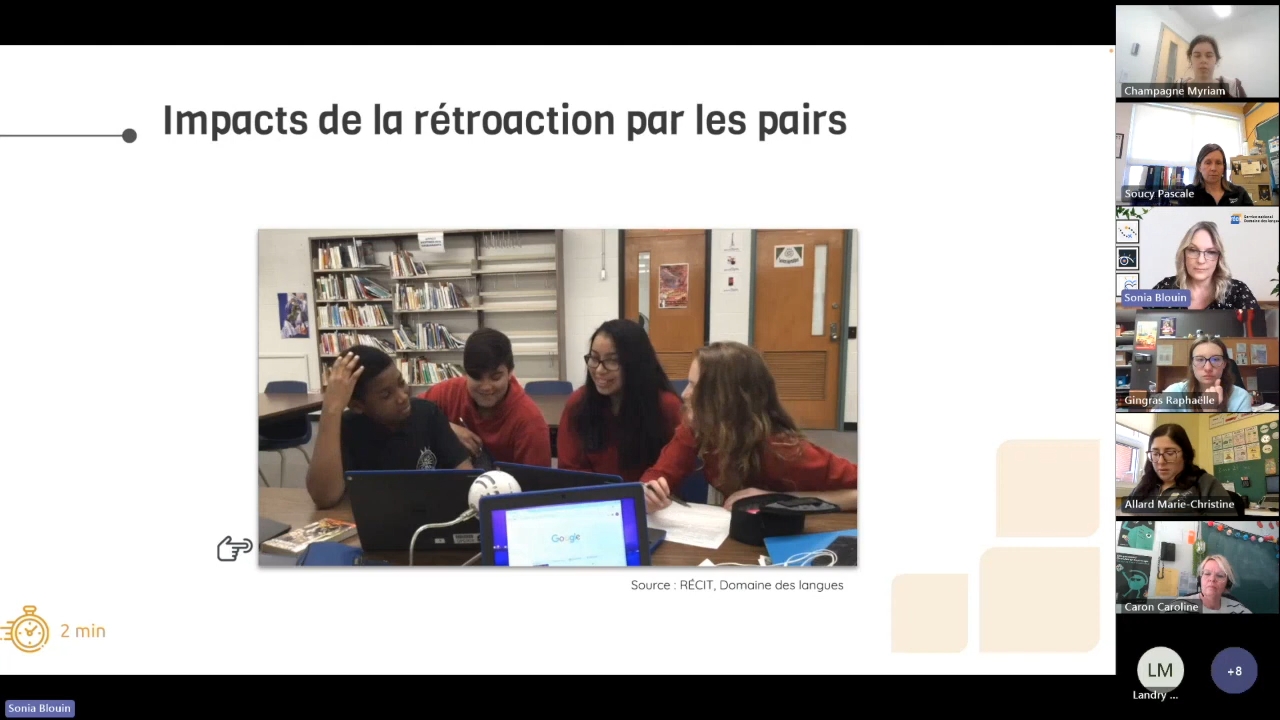 Impacts de la rétroaction par les pairs
Google
Source : RÉCIT, Domaine des langues
2 min
Sonia Blouin
Champagne Myriam
Soucy Pascale
Sonia Blouin
Gingras Raphaëlle
Allard Marie-Christine
Caron Caroline
LM
Landry ...
+8